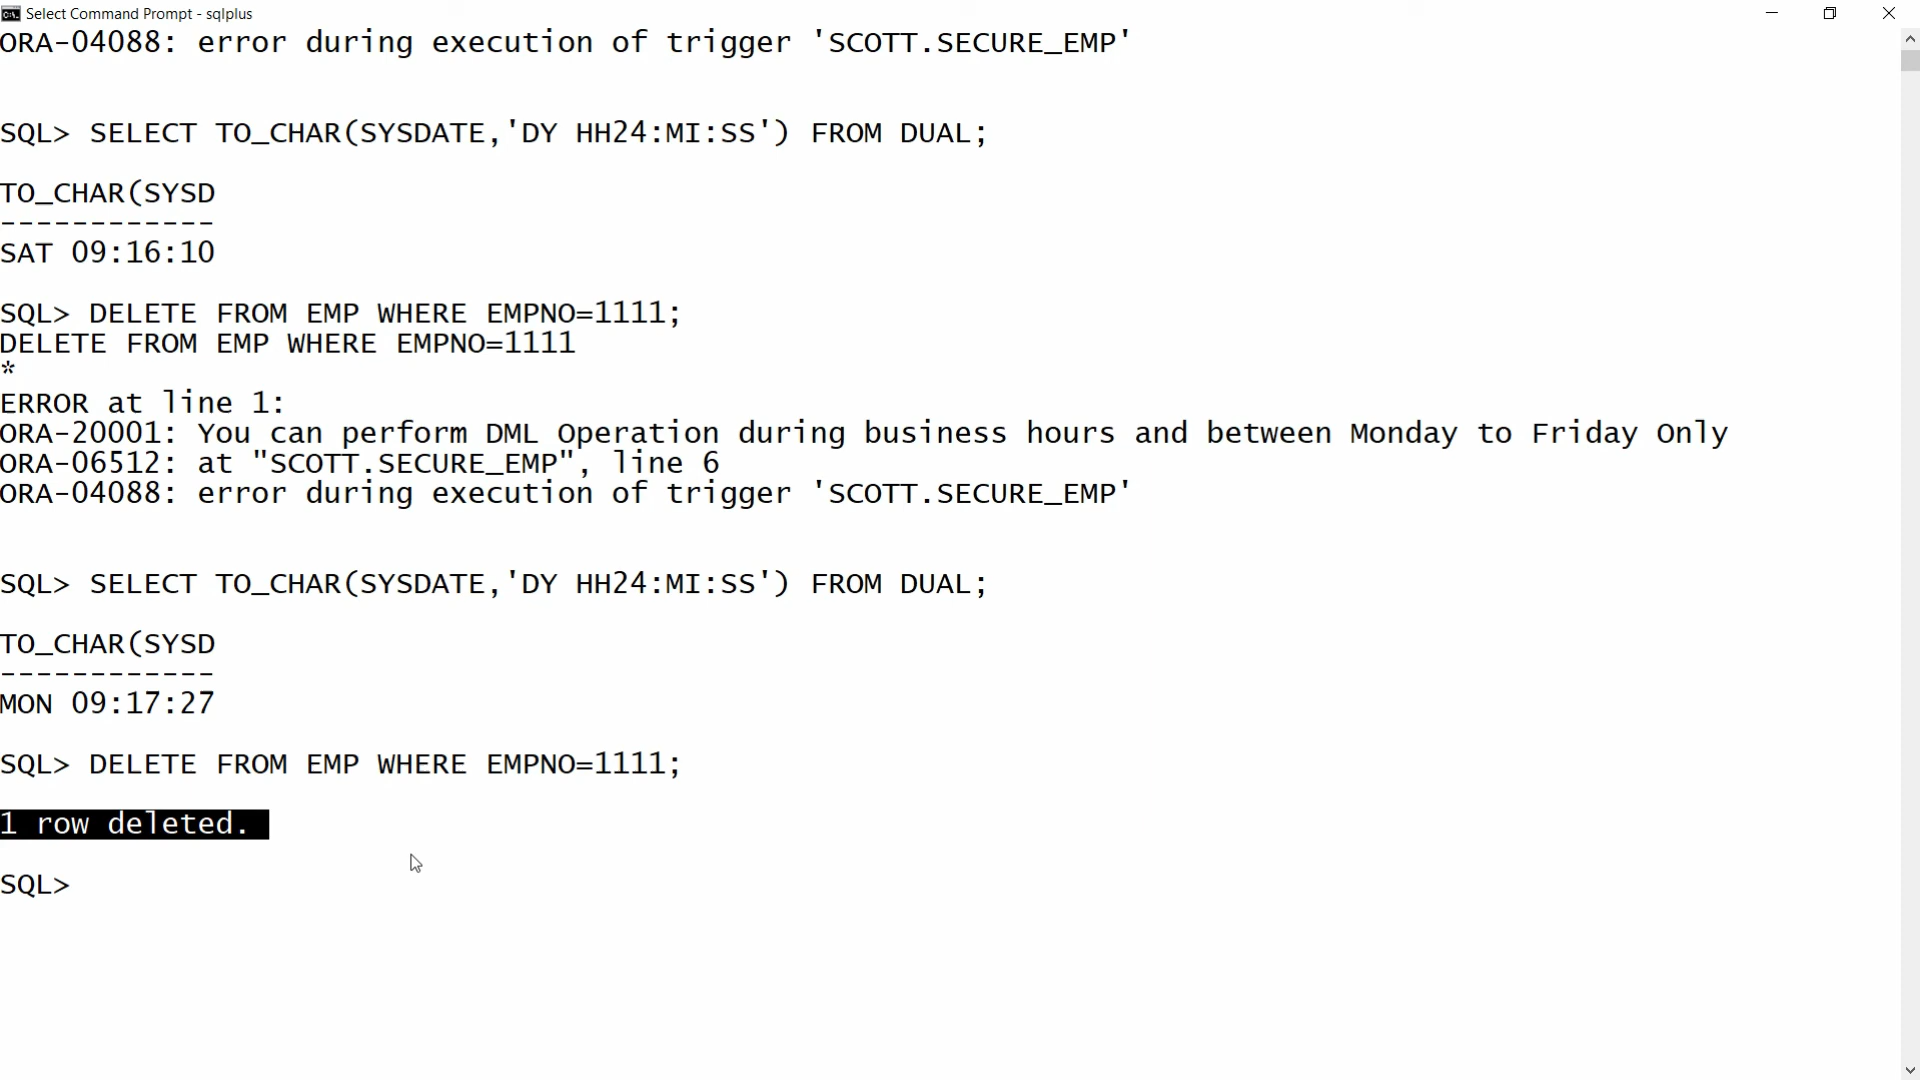 Select Command Prompt - sqlplus
ORA-04088: error during execution of trigger 'SCOTT.SECURE_EMP'
SQL> SELECT TO_CHAR(SYSDATE,'DY HH24:MI:SS') FROM DUAL;
TO_CHAR(SYSD
------------
SAT 09:16:10
SQL> DELETE FROM EMP WHERE EMPNO=1111;
DELETE FROM EMP WHERE EMPNO=1111
*
ERROR at line 1:
ORA-20001: You can perform DML Operation during business hours and between Monday to Friday Only
ORA-06512: at "SCOTT.SECURE_EMP", line 6
ORA-04088: error during execution of trigger 'SCOTT.SECURE_EMP'
SQL> SELECT TO_CHAR(SYSDATE,'DY HH24:MI:SS') FROM DUAL;
TO_CHAR(SYSD
------------
MON 09:17:27
SQL> DELETE FROM EMP WHERE EMPNO=1111;
1 row deleted.
SQL>